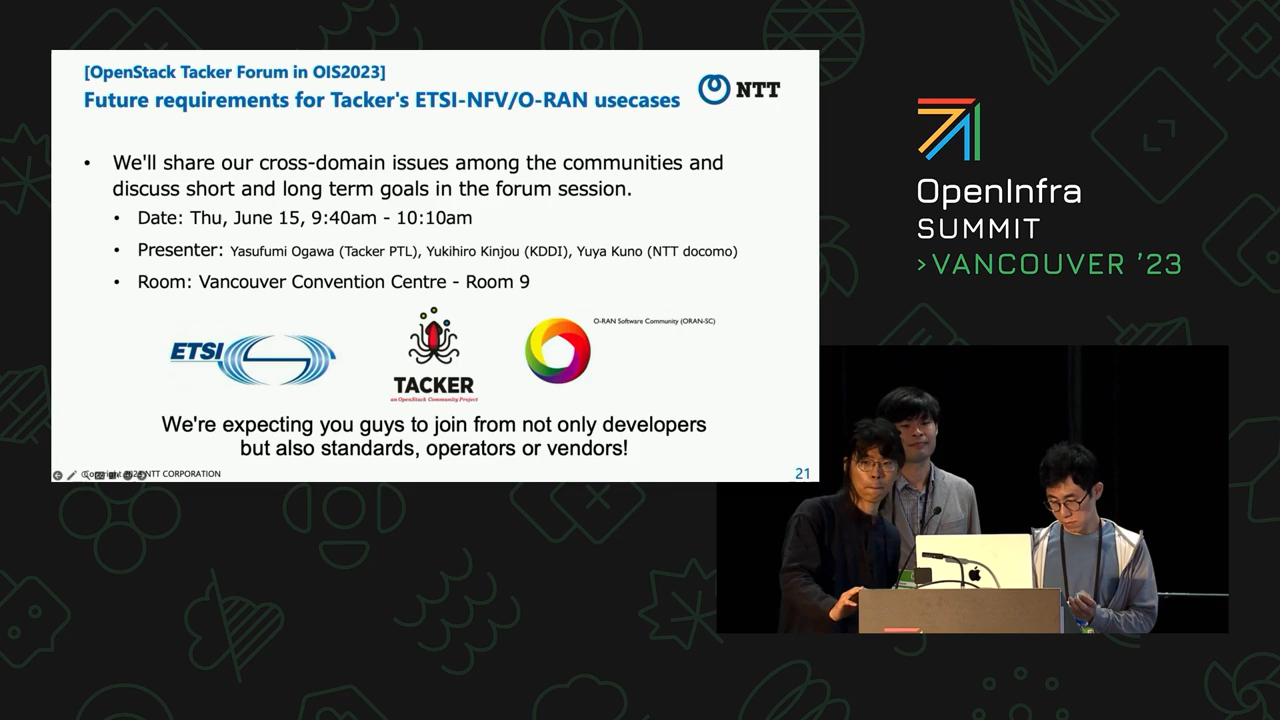 [OpenStack Tacker Forum in OIS2023]
Future requirements for Tacker's ETSI-NFV/O-RAN usecases
NTT
• We'll share our cross-domain issues among the communities and
discuss short and long term goals in the forum session.
• Date: Thu, June 15, 9:40am - 10:10am
• Presenter: Yasufumi Ogawa (Tacker PTL), Yukihiro Kinjou (KDDI), Yuya Kuno (NTT docomo)
• Room: Vancouver Convention Centre - Room 9
ETSI
TACKER
an OpenStack Community Project
O-RAN Software Community (ORAN-SC)
We're expecting you guys to join from not only developers
but also standards, operators or vendors!
NTT CORPORATION
21
OpenInfra
SUMMIT
>VANCOUVER '23